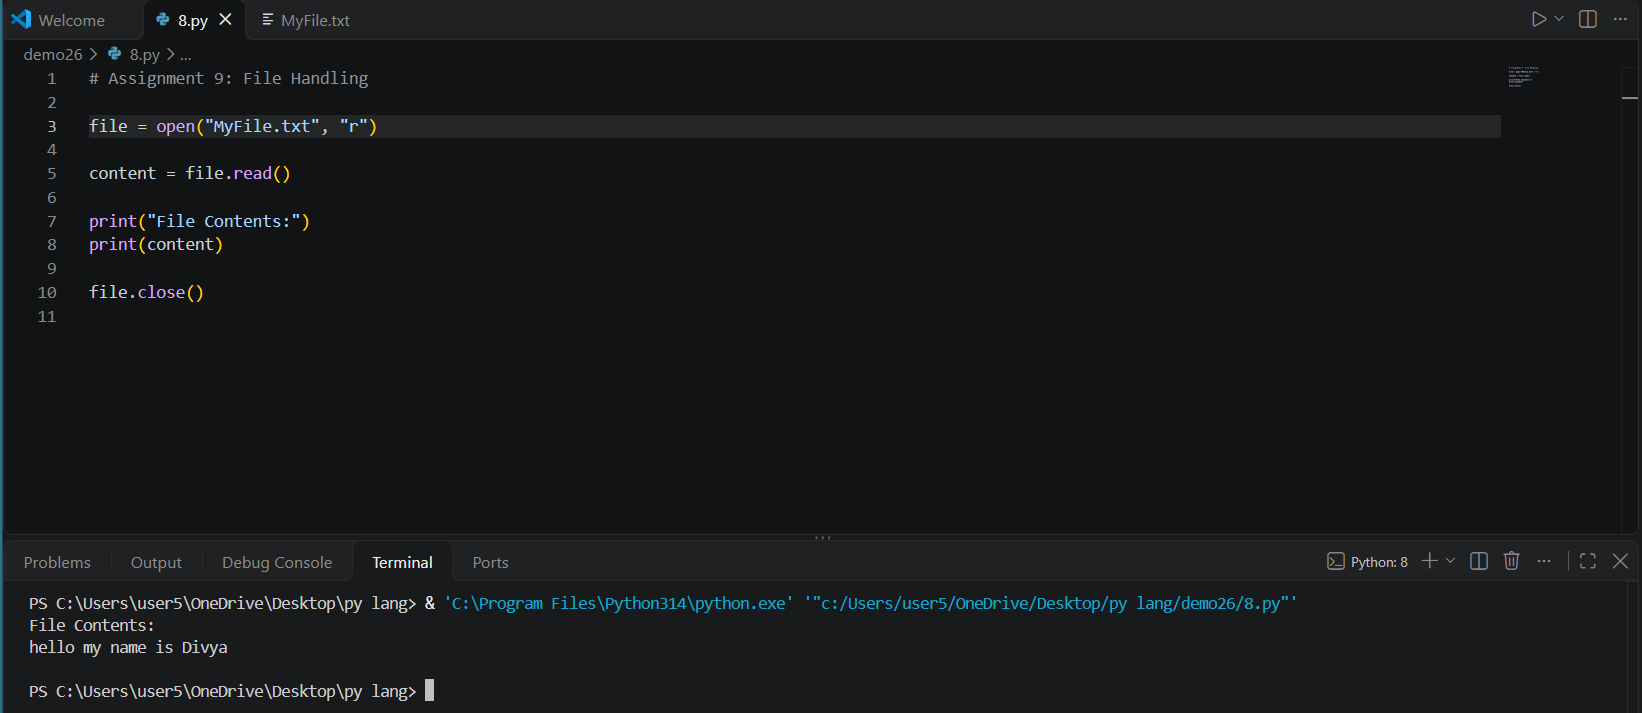 Welcome 8.py MyFile.txt
demo26 > 8.py > ...
1 # Assignment 9: File Handling
2
3 file = open("MyFile.txt", "r")
4
5 content = file.read()
6
7 print("File Contents:")
8 print(content)
9
10 file.close()
11
Problems Output Debug Console Terminal Ports Python: 8
PS C:\Users\user5\OneDrive\Desktop\py lang> & 'C:\Program Files\Python314\python.exe' '"c:/Users/user5/OneDrive/Desktop/py lang/demo26/8.py"'
File Contents:
hello my name is Divya
PS C:\Users\user5\OneDrive\Desktop\py lang>